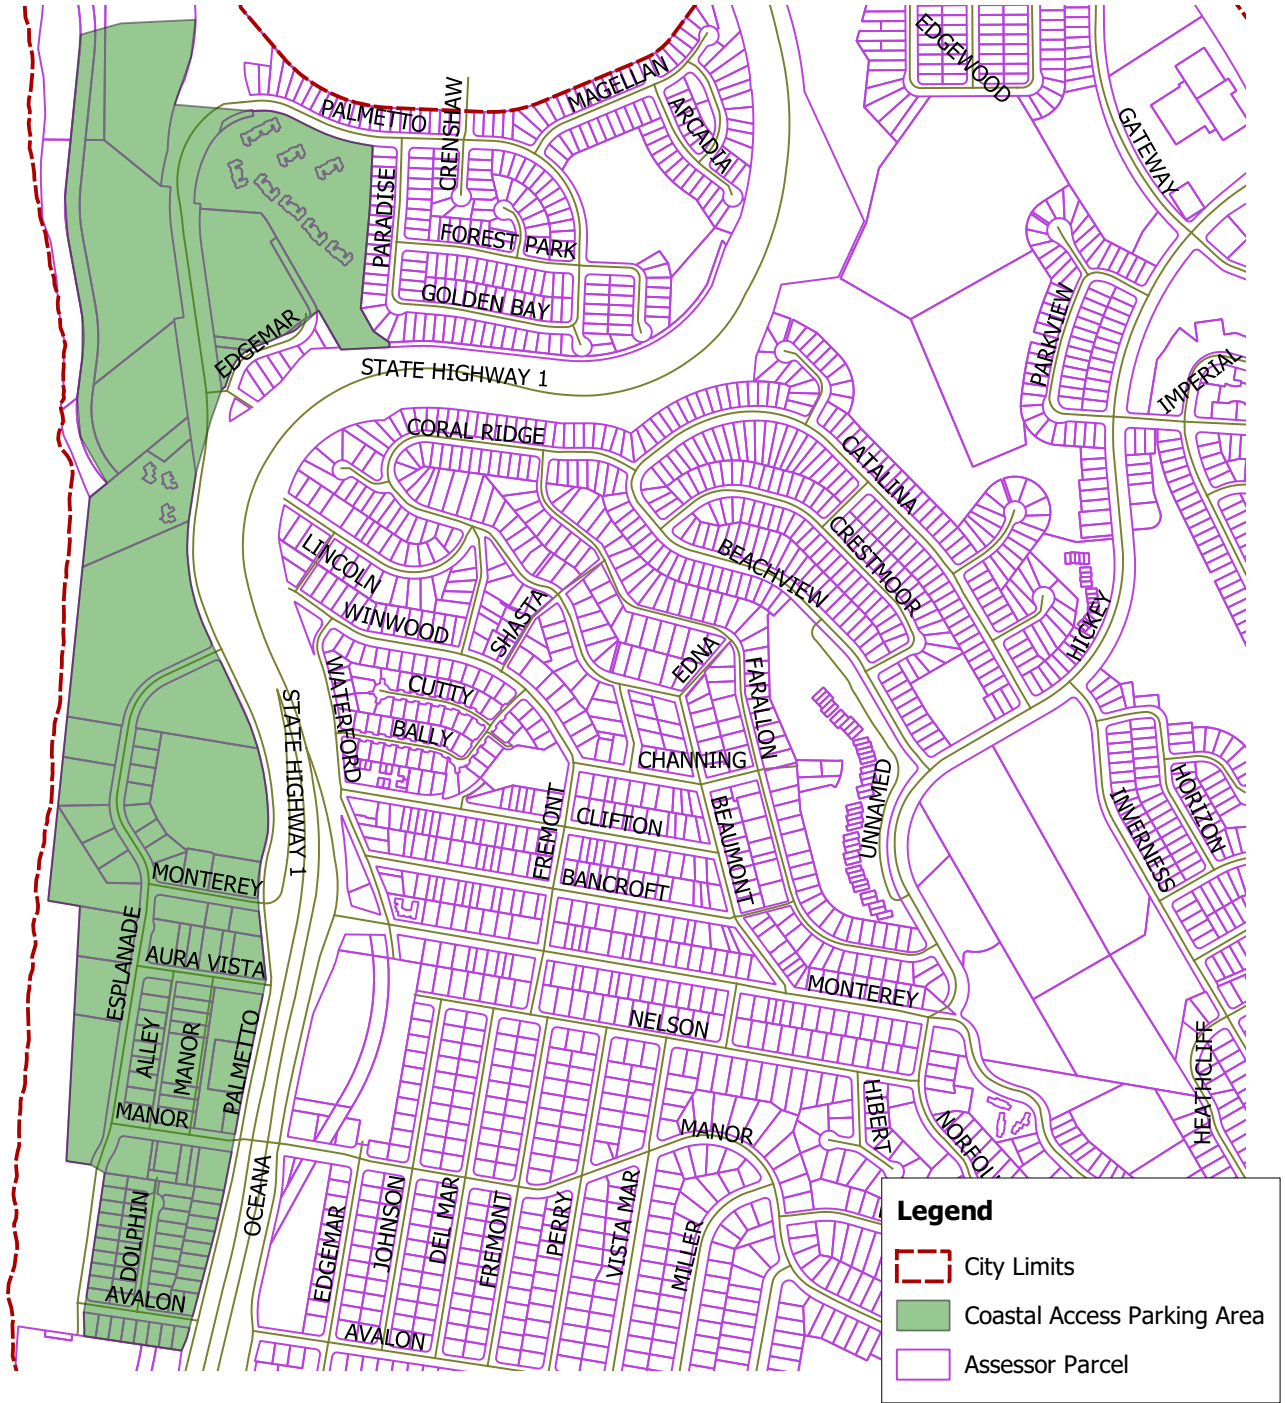 EDGEWOOD
MAGELLAN
PALMETTO
CRENSHAW
ARCADIA
GATEWAY
PARADISE
FOREST PARK
GOLDEN BAY
PARKVIEW
EDGEMAR
STATE HIGHWAY 1
IMPERIAL
CORAL RIDGE
CATALINA
LINCOLN
BEACHVIEW
CRESTMOOR
WINWOOD
SHASTA
HICKEY
EDNA
WATERFORD
CUTTY
FARALLON
BALLY
STATE HIGHWAY 1
CHANNING
UNNAMED
HORIZON
INVERNESS
FREMONT
CLIFTON
BEAUMONT
MONTEREY
BANCROFT
ESPLANADE
AURA VISTA
MONTEREY
NELSON
ALLEY
MANOR
PALMETTO
HEATHCLIFF
MANOR
MANOR
HIBERT
OCEANA
DOLPHIN
EDGEMAR
JOHNSON
DEL MAR
FREMONT
PERRY
VISTA MAR
MILLER
AVALON
AVALON
Legend
City Limits
Coastal Access Parking Area
Assessor Parcel